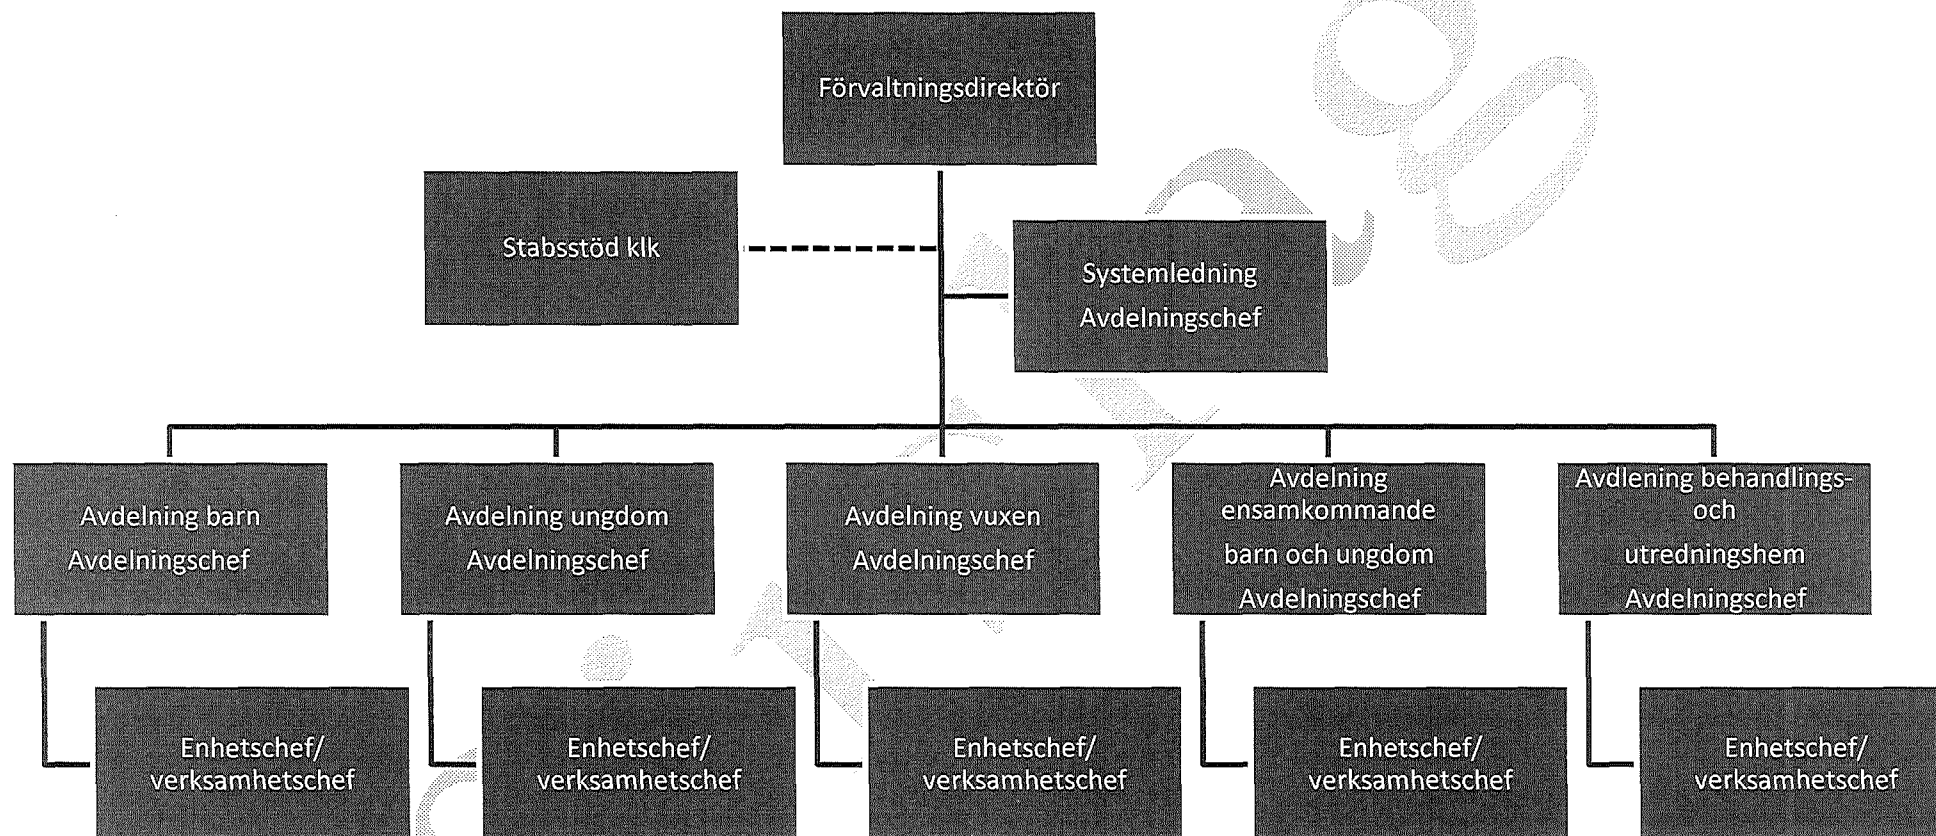 Förvaltningsdirektör
Stabsstöd klk
Systemledning
Avdelningschef
Avdelning barn
Avdelningschef
Avdelning ungdom
Avdelningschef
Avdelning vuxen
Avdelningschef
Avdelning
ensamkommande
barn och ungdom
Avdelningschef
Avdlening behandlings-
och
utredningshem
Avdelningschef
Enhetschef/
verksamhetschef
Enhetschef/
verksamhetschef
Enhetschef/
verksamhetschef
Enhetschef/
verksamhetschef
Enhetschef/
verksamhetschef